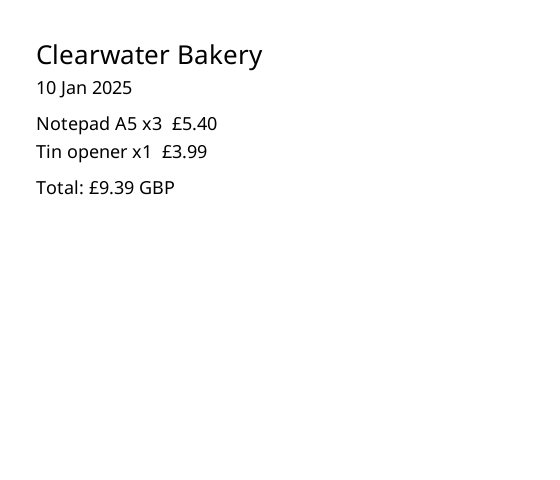 Clearwater Bakery
10 Jan 2025
Notepad A5 x3  £5.40
Tin opener x1  £3.99
Total: £9.39 GBP